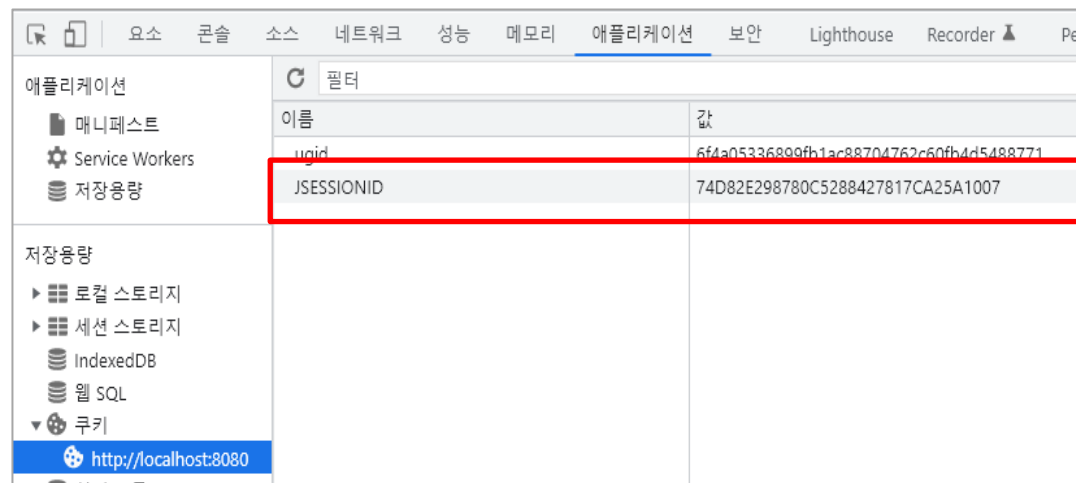 요소 콘솔 소스 네트워크 성능 메모리 애플리케이션 보안 Lighthouse Recorder Pe
애플리케이션
매니페스트
Service Workers
저장용량
저장용량
로컬 스토리지
세션 스토리지
IndexedDB
웹 SQL
쿠키
http://localhost:8080
필터
이름 값
_ugid 6f4a05336899fb1ac88704762c60fb4d5488771
JSESSIONID 74D82E298780C5288427817CA25A1007